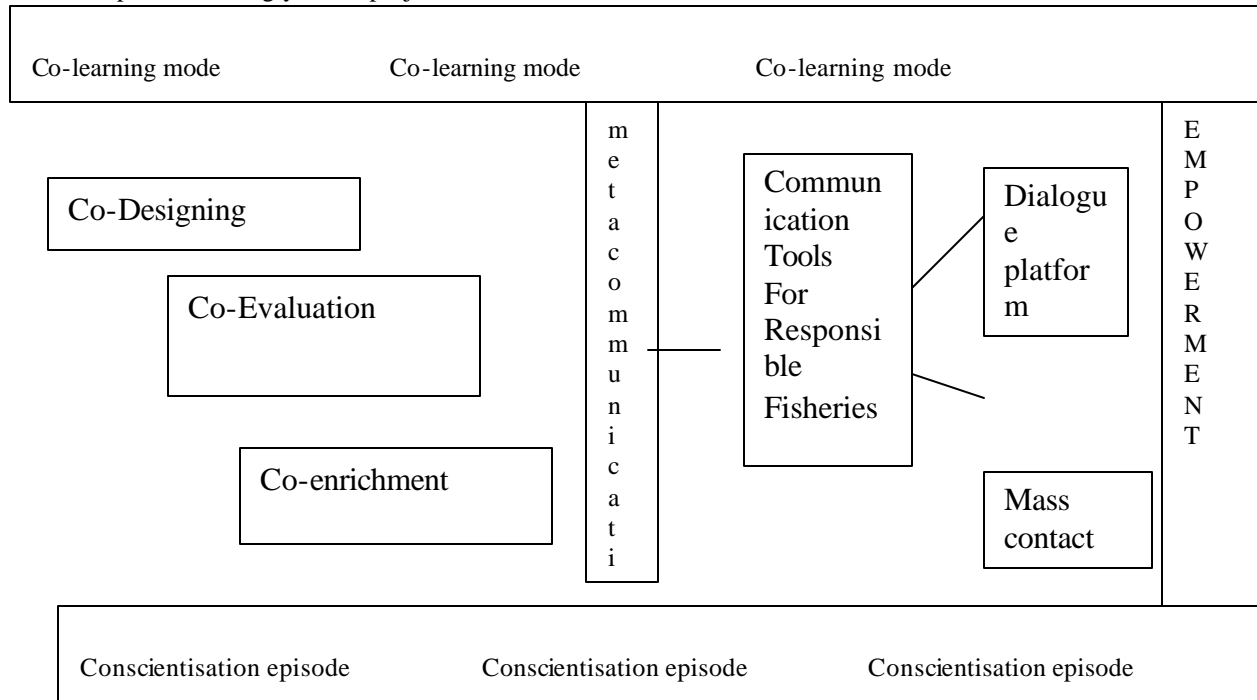 Co-learning mode Co-learning mode Co-learning mode
m
e
t
a
c
o
m
m
u
n
i
c
a
t
i
Co-Designing
Co-Evaluation
Co-enrichment
Commun
ication
Tools
For
Responsi
ble
Fisheries
Dialogu
e
platfor
m
Mass
contact
E
M
P
O
W
E
R
M
E
N
T
Conscientisation episode Conscientisation episode Conscientisation episode